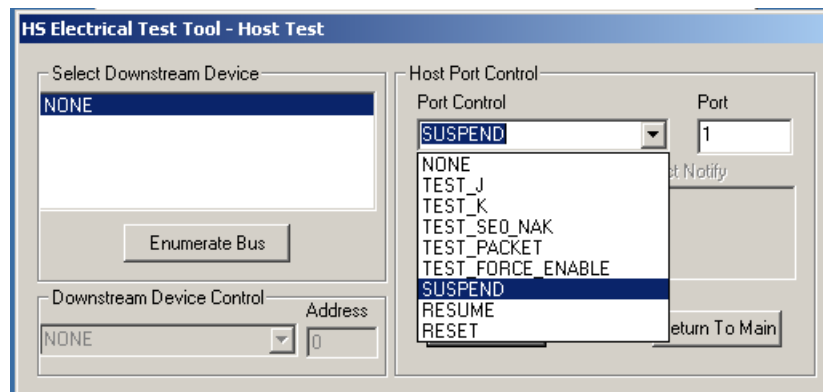 HS Electrical Test Tool - Host Test
Select Downstream Device
NONE
Enumerate Bus
Downstream Device Control
Address
NONE
0
Host Port Control
Port Control
Port
SUSPEND
1
NONE
TEST_J
TEST_K
TEST_SE0_NAK
TEST_PACKET
TEST_FORCE_ENABLE
SUSPEND
RESUME
RESET
Notify
To Main